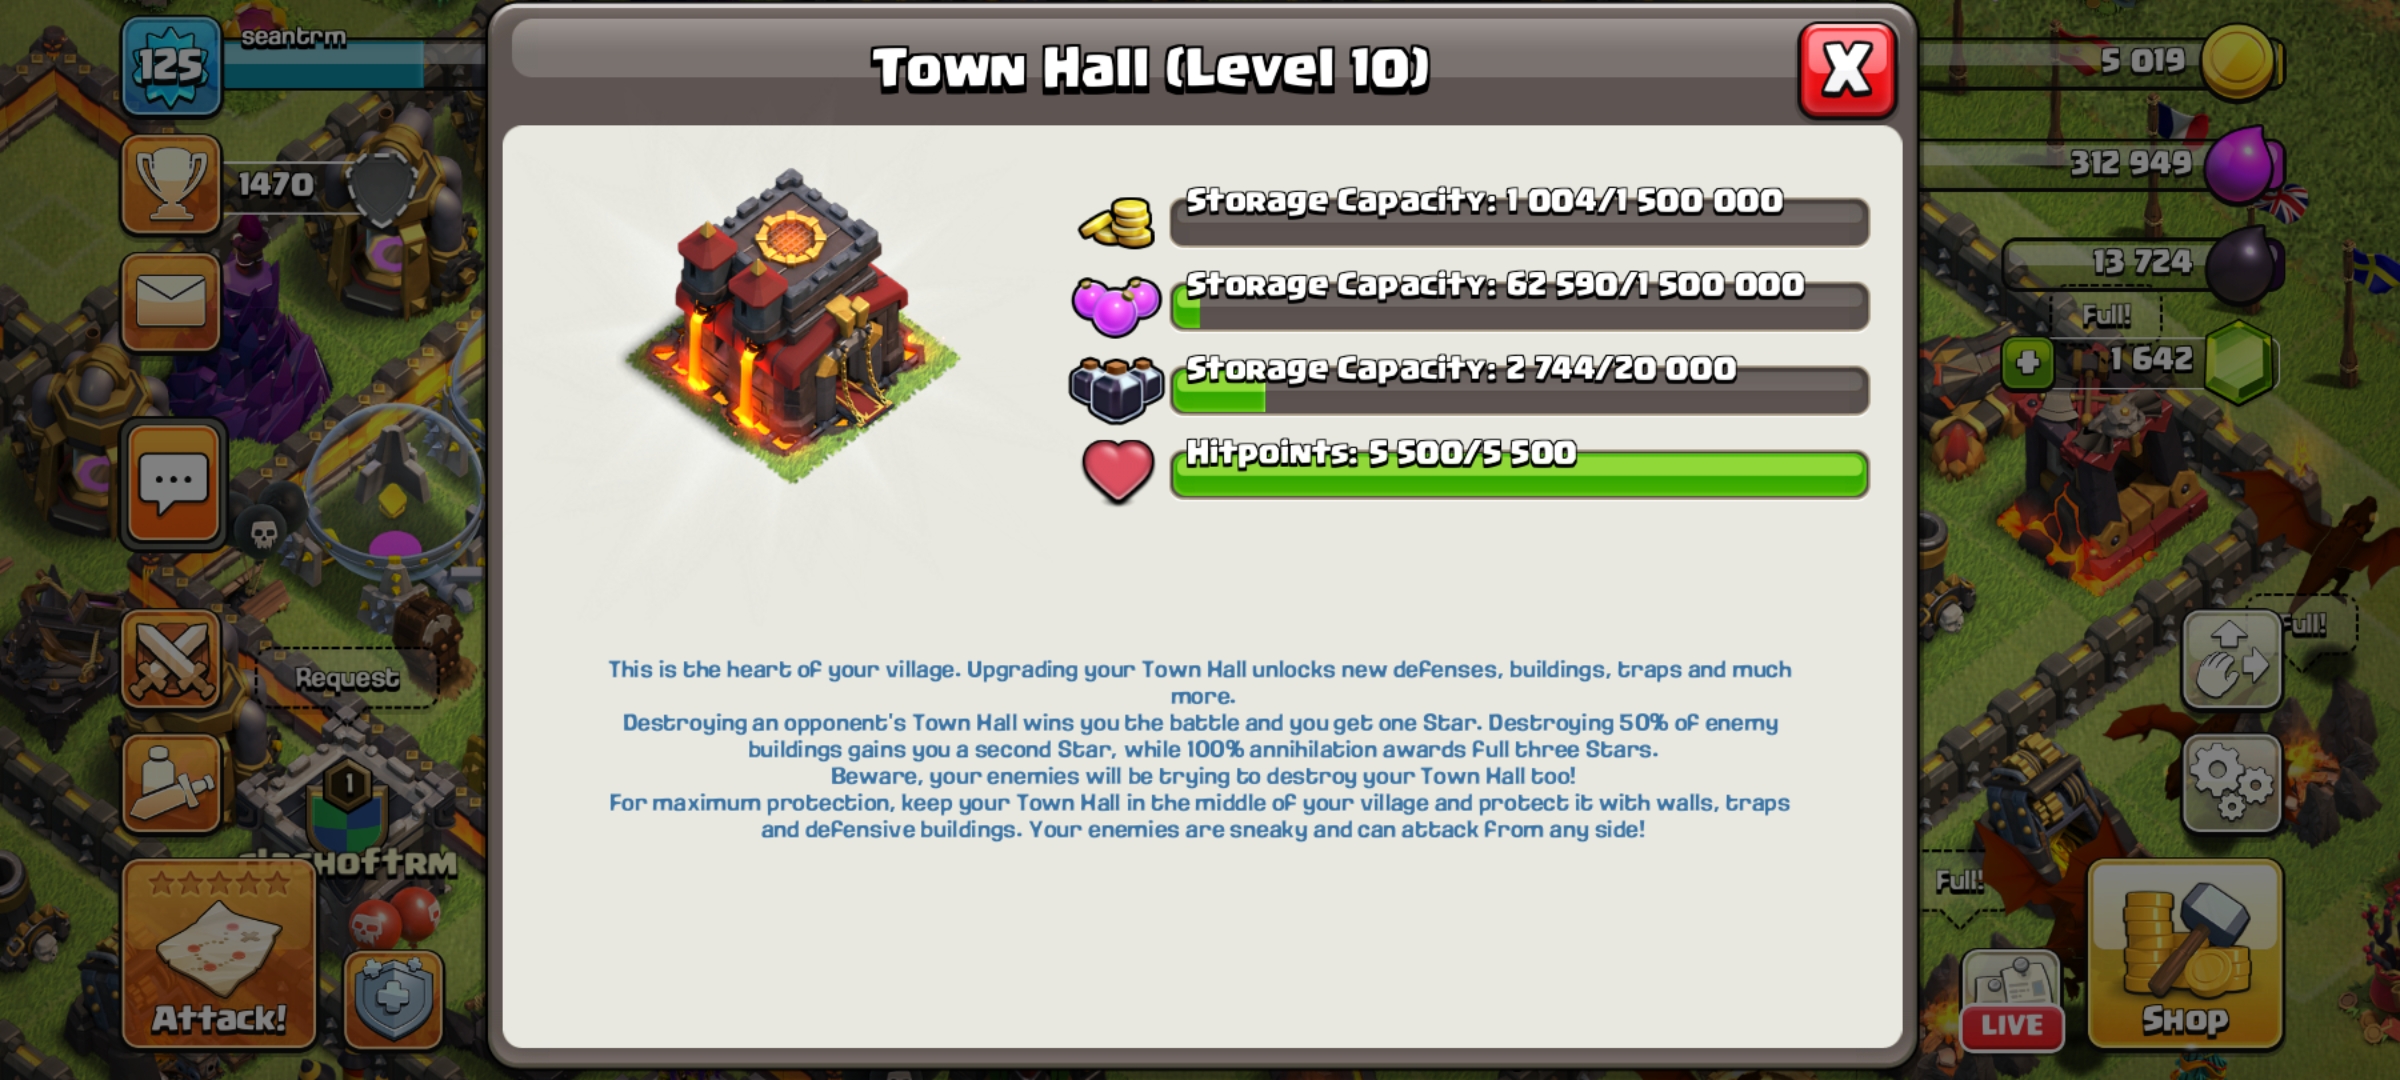 125
seantrm
Town Hall (Level 10)
X
5 019
1470
312 949
13 724
Full!
1 642
Storage Capacity: 1 004/1 500 000
Storage Capacity: 62 590/1 500 000
Storage Capacity: 2 744/20 000
Hitpoints: 5 500/5 500
Full!
Request
This is the heart of your village. Upgrading your Town Hall unlocks new defenses, buildings, traps and much
more.
Destroying an opponent's Town Hall wins you the battle and you get one Star. Destroying 50% of enemy
buildings gains you a second Star, while 100% annihilation awards full three Stars.
Beware, your enemies will be trying to destroy your Town Hall too!
For maximum protection, keep your Town Hall in the middle of your village and protect it with walls, traps
and defensive buildings. Your enemies are sneaky and can attack from any side!
1
clashoftrm
Full!
Attack!
LIVE
Shop